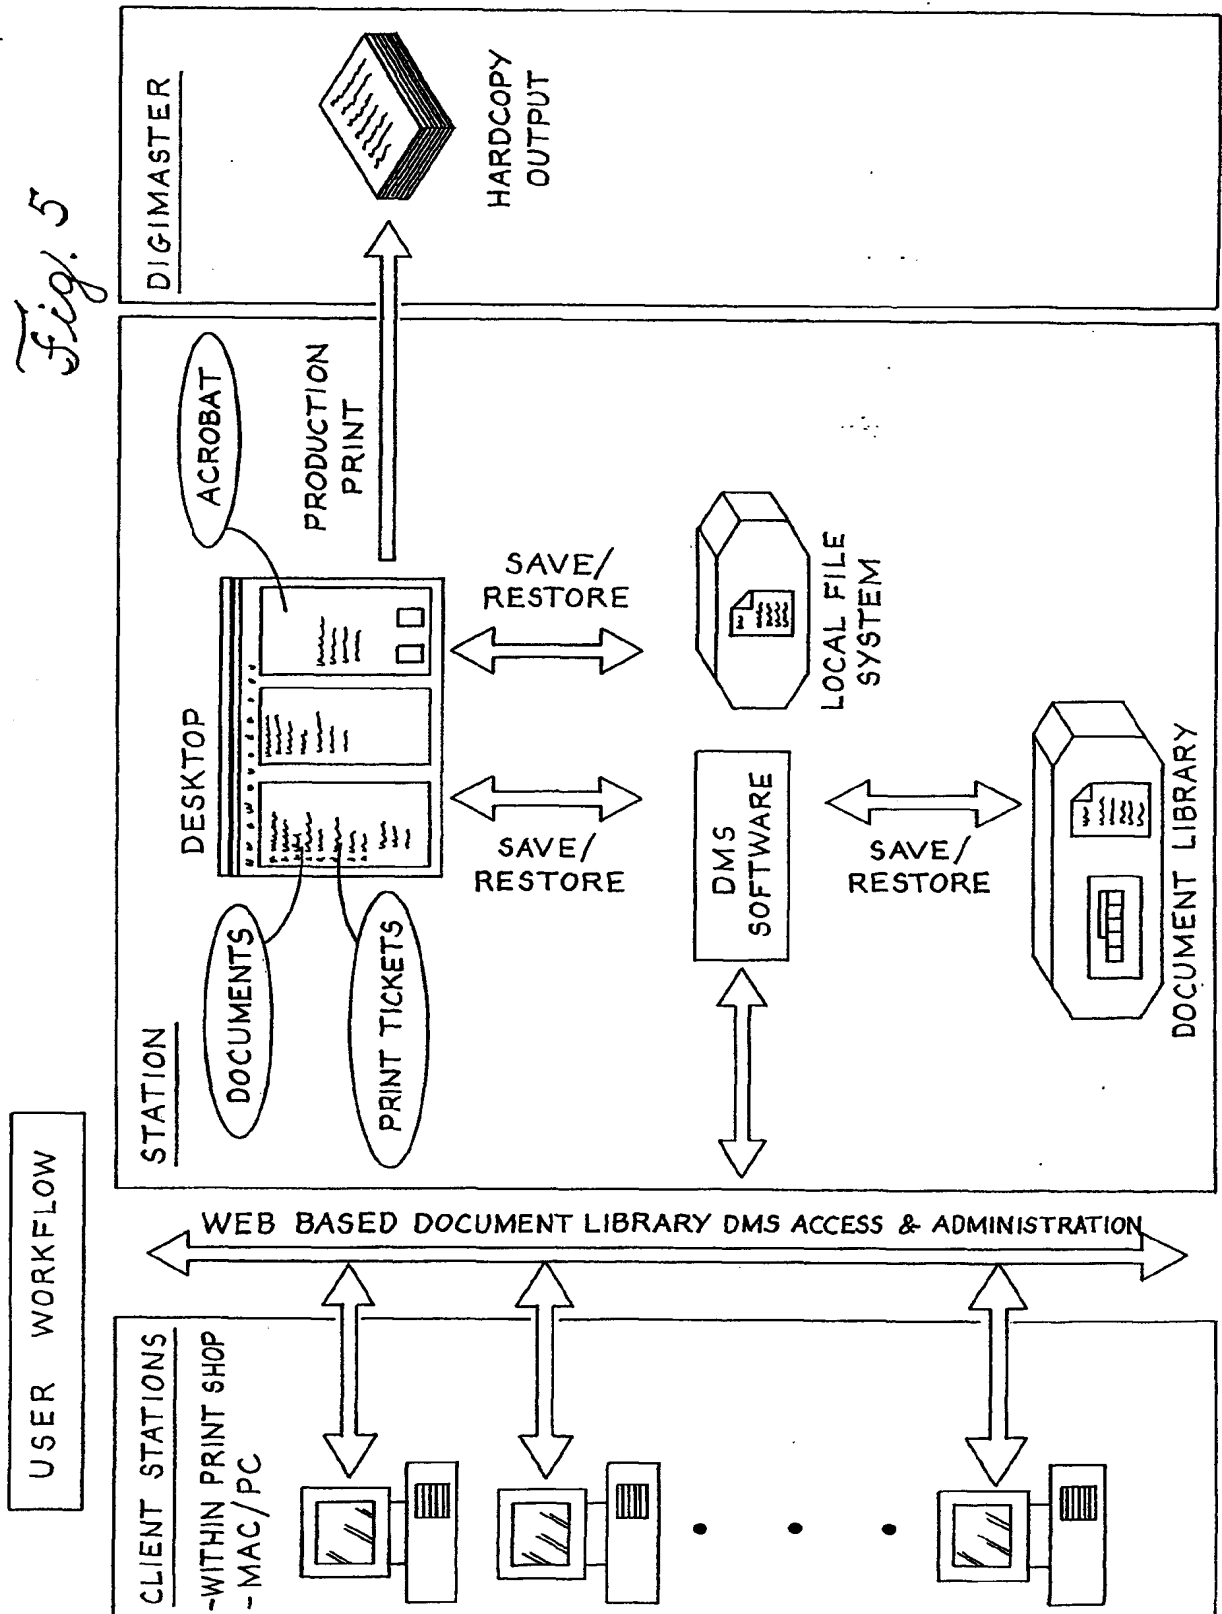 Fig. 5
USER WORKFLOW
CLIENT STATIONS
-WITHIN PRINT SHOP
-MAC/PC
WEB BASED DOCUMENT LIBRARY DMS ACCESS & ADMINISTRATION
STATION
DOCUMENTS
PRINT TICKETS
DESKTOP
ACROBAT
PRODUCTION
PRINT
SAVE/
RESTORE
SAVE/
RESTORE
DMS
SOFTWARE
LOCAL FILE
SYSTEM
SAVE/
RESTORE
DOCUMENT LIBRARY
DIGIMASTER
HARDCOPY
OUTPUT